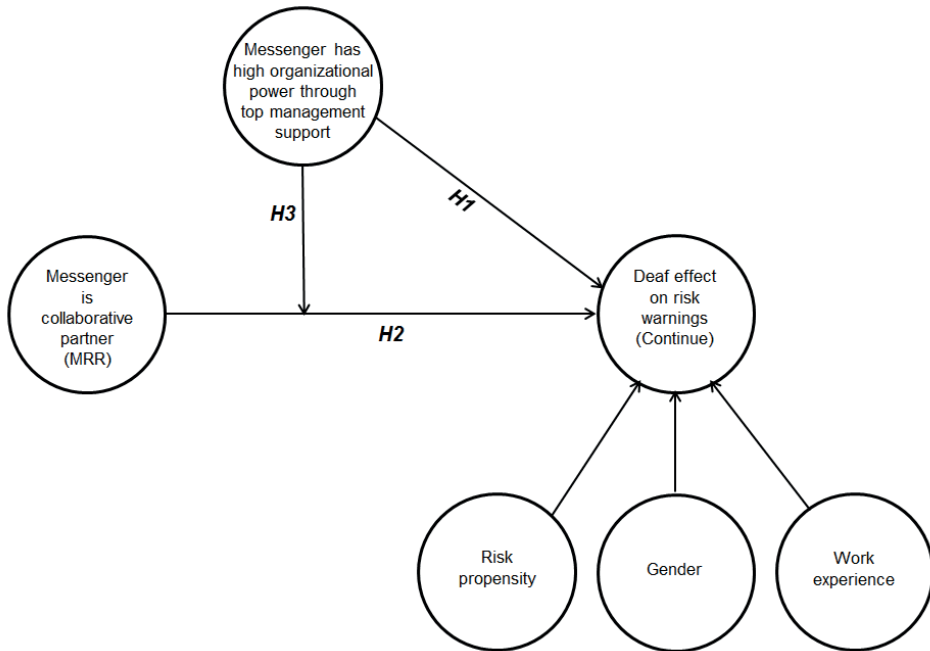 Messenger has
high organizational
power through
top management
support
H3
H1
Messenger
is
collaborative
partner
(MRR)
H2
Deaf effect
on risk
warnings
(Continue)
Risk
propensity
Gender
Work
experience